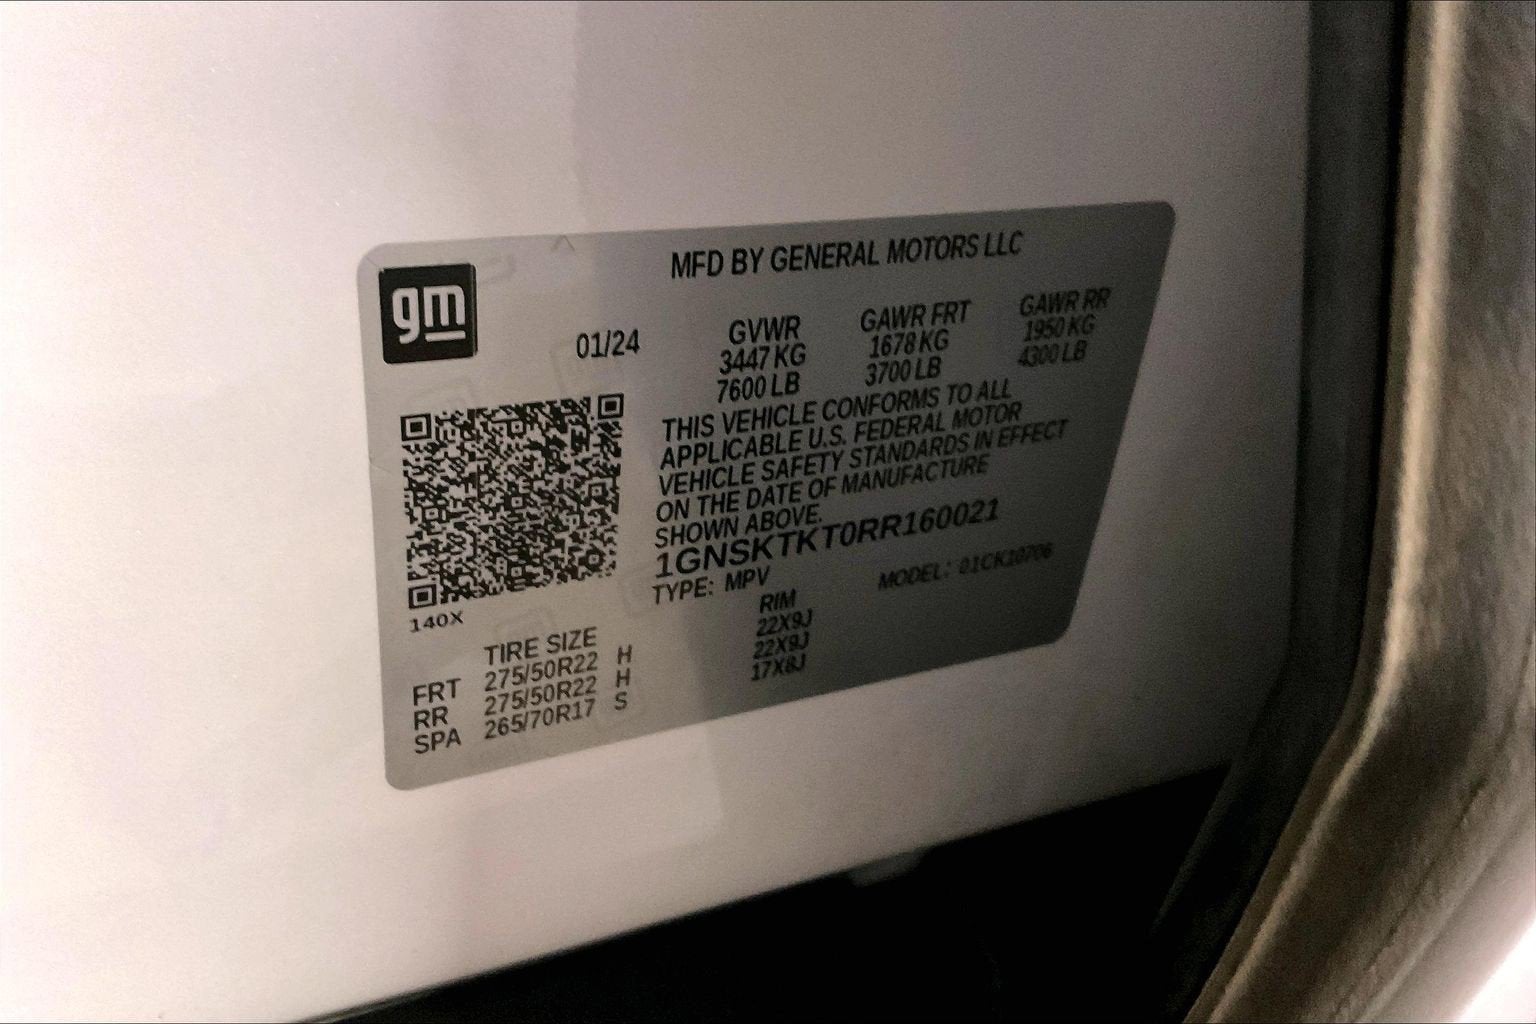 gm
MFD BY GENERAL MOTORS LLC
01/24
GVWR GAWR FRT GAWR RR
3447 KG 1678 KG 1950 KG
7600 LB 3700 LB 4300 LB
THIS VEHICLE CONFORMS TO ALL
APPLICABLE U.S. FEDERAL MOTOR
VEHICLE SAFETY STANDARDS IN EFFECT
ON THE DATE OF MANUFACTURE
SHOWN ABOVE.
1GNSKTKT0RR160021
TYPE: MPV MODEL: 01CK10706
140X
TIRE SIZE RIM
FRT 275/50R22 H 22X9J
RR 275/50R22 H 22X9J
SPA 265/70R17 S 17X8J